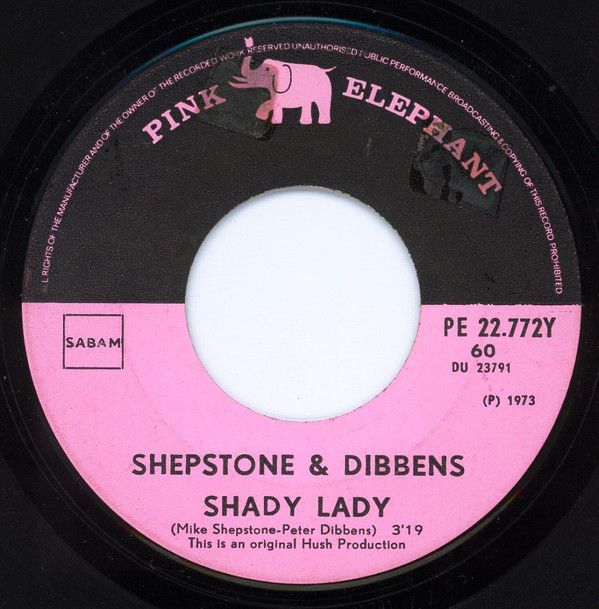 ALL RIGHTS OF THE MANUFACTURER AND OF THE OWNER OF THE RECORDED WORK RESERVED UNAUTHORISED PUBLIC PERFORMANCE BROADCASTING & COPYING OF THIS RECORD PROHIBITED
PINK ELEPHANT
SABAM
PE 22.772Y
60
DU 23791
(P) 1973
SHEPSTONE & DIBBENS
SHADY LADY
(Mike Shepstone-Peter Dibbens) 3'19
This is an original Hush Production